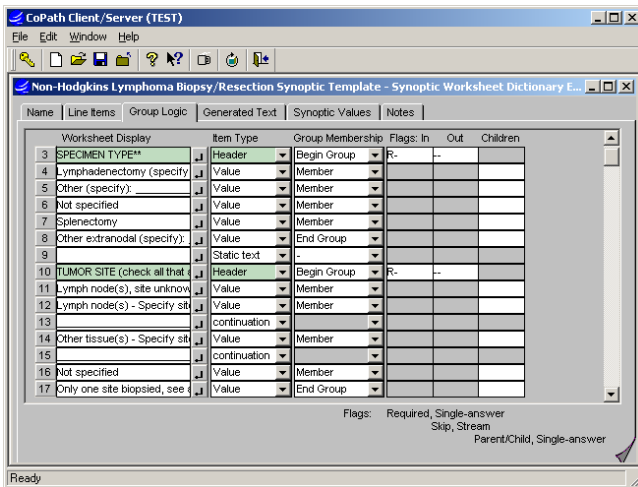 CoPath Client/Server (TEST)
File Edit Window Help
Non-Hodgkins Lymphoma Biopsy/Resection Synoptic Template - Synoptic Worksheet Dictionary E...
Name Line Items Group Logic Generated Text Synoptic Values Notes
Worksheet Display Item Type Group Membership Flags: In Out Children
3 SPECIMEN TYPE** Header Begin Group R- --
4 Lymphadenectomy (specify Value Member
5 Other (specify): Value Member
6 Not specified Value Member
7 Splenectomy Value Member
8 Other extranodal (specify): Value End Group
9 Static text -
10 TUMOR SITE (check all that Header Begin Group R- --
11 Lymph node(s), site unknow Value Member
12 Lymph node(s) - Specify sit Value Member
13 continuation
14 Other tissue(s) - Specify sit Value Member
15 continuation
16 Not specified Value Member
17 Only one site biopsied, see Value End Group
Flags: Required, Single-answer
Skip, Stream
Parent/Child, Single-answer
Ready